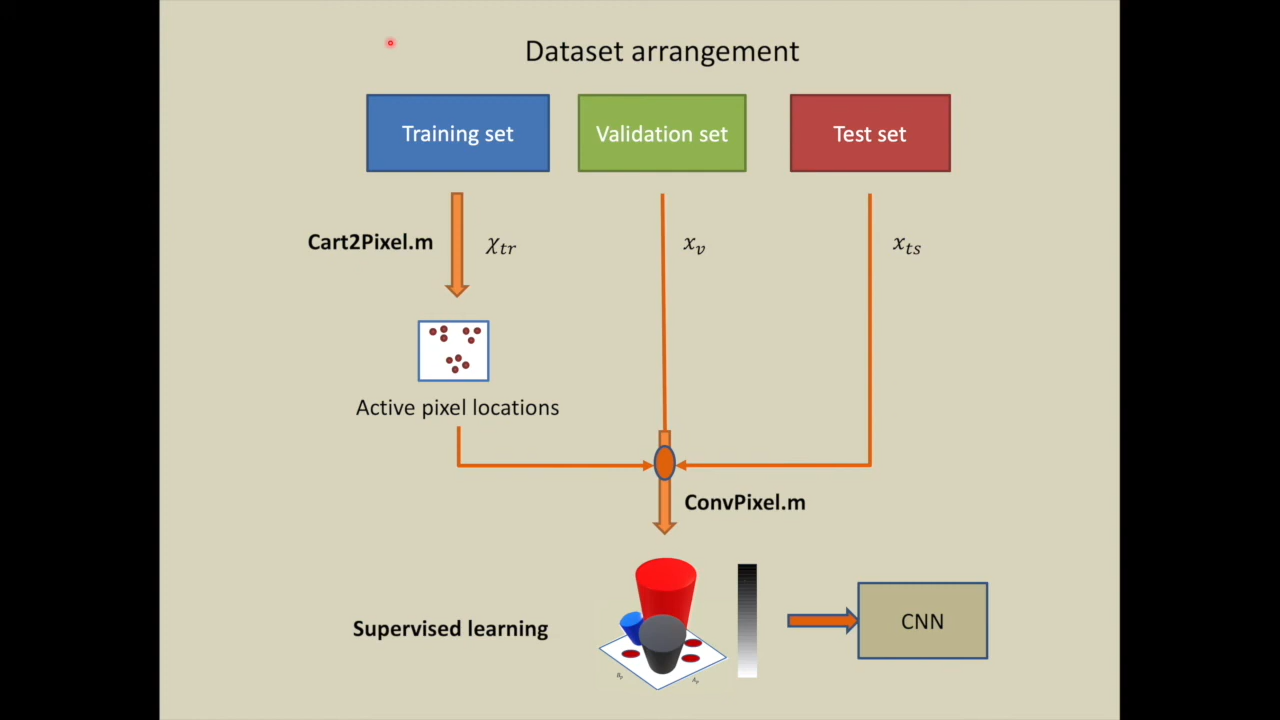 Dataset arrangement
Training set
Validation set
Test set
Cart2Pixel.m
χ_tr
x_v
x_ts
Active pixel locations
ConvPixel.m
Supervised learning
CNN